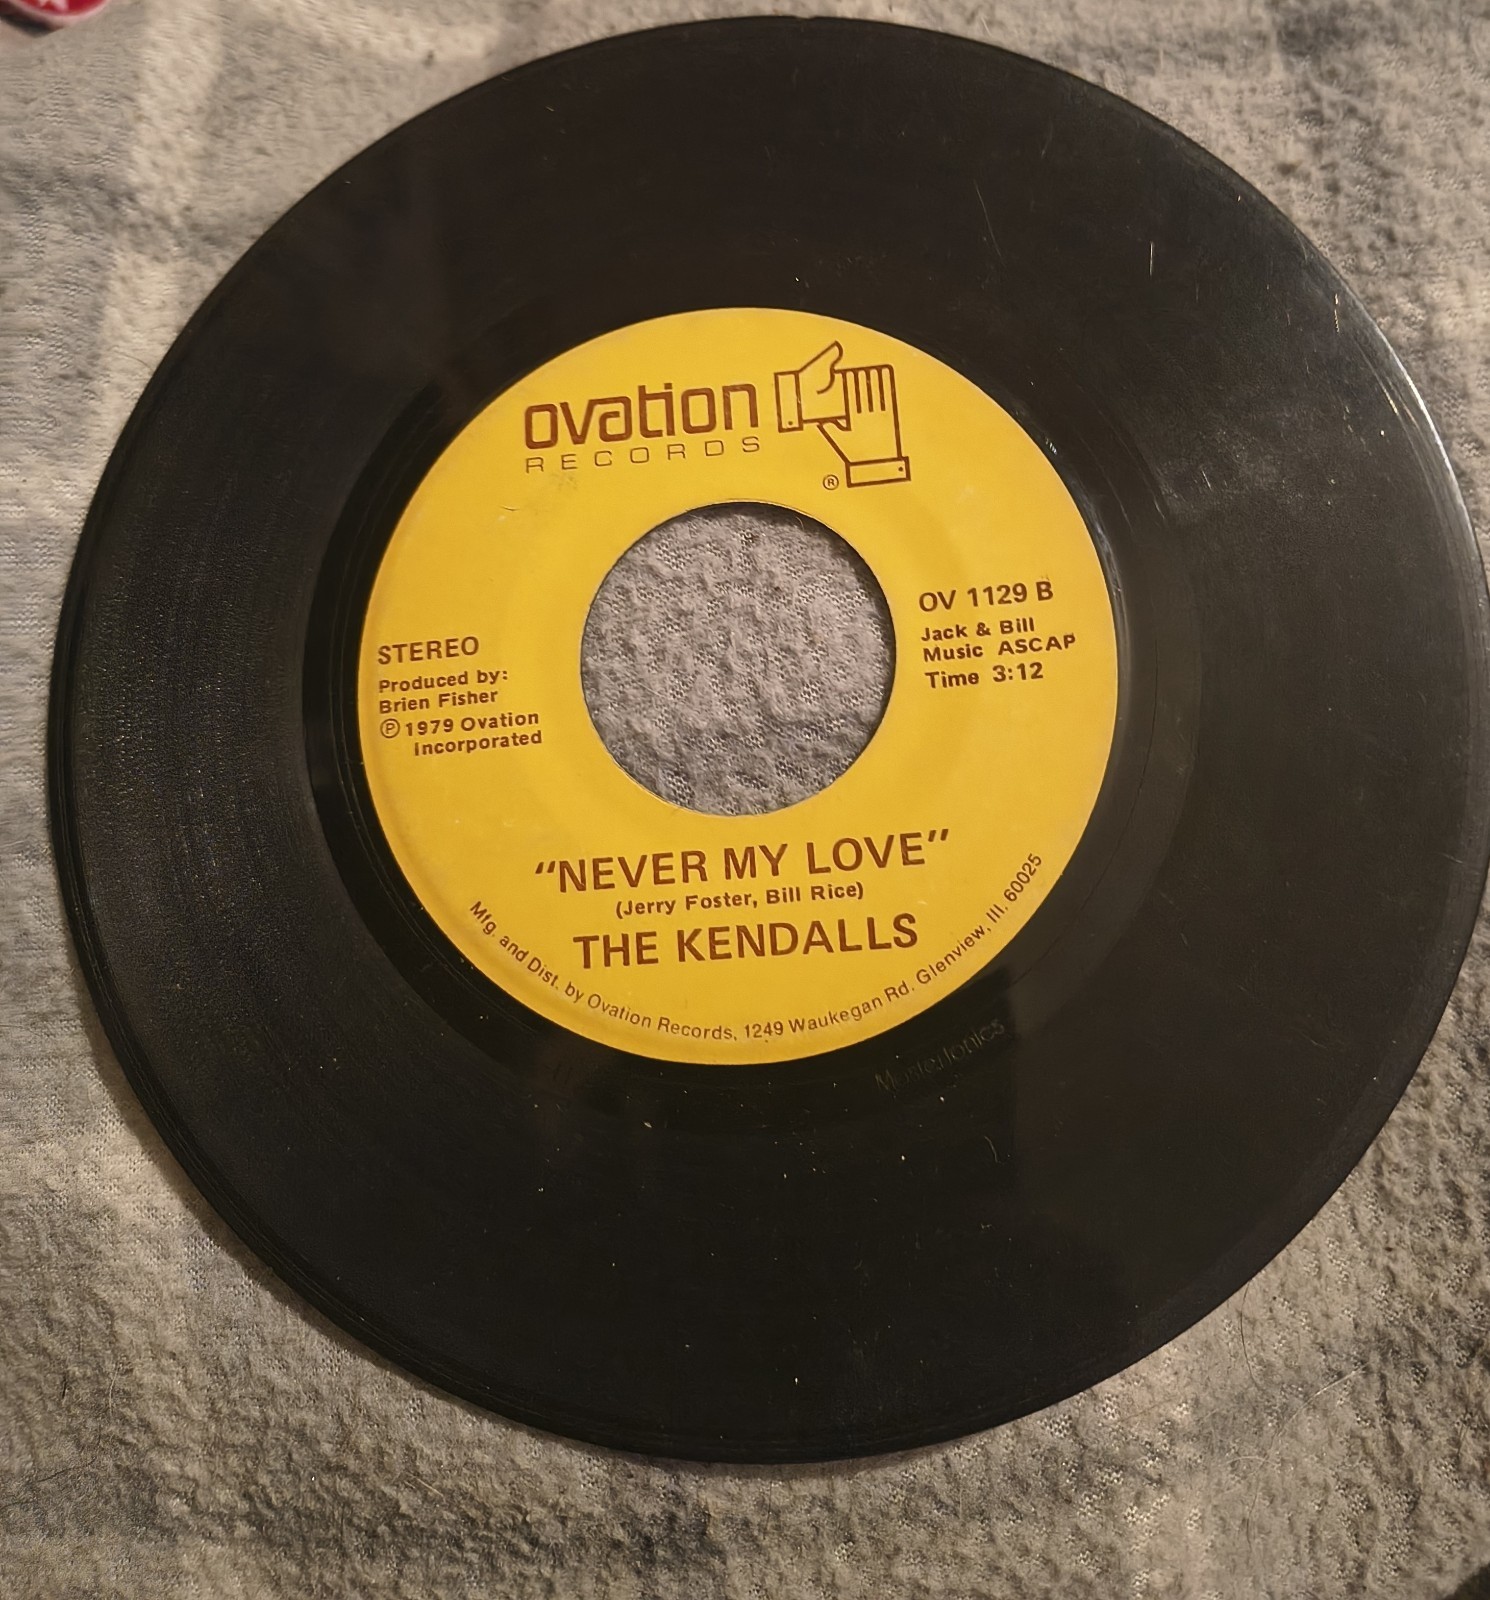 ovation
RECORDS
®
STEREO
Produced by:
Brien Fisher
℗ 1979 Ovation
Incorporated
OV 1129 B
Jack & Bill
Music ASCAP
Time 3:12
"NEVER MY LOVE"
(Jerry Foster, Bill Rice)
THE KENDALLS
Mfg. and Dist. by Ovation Records, 1249 Waukegan Rd. Glenview, Ill. 60025
Mastertonics